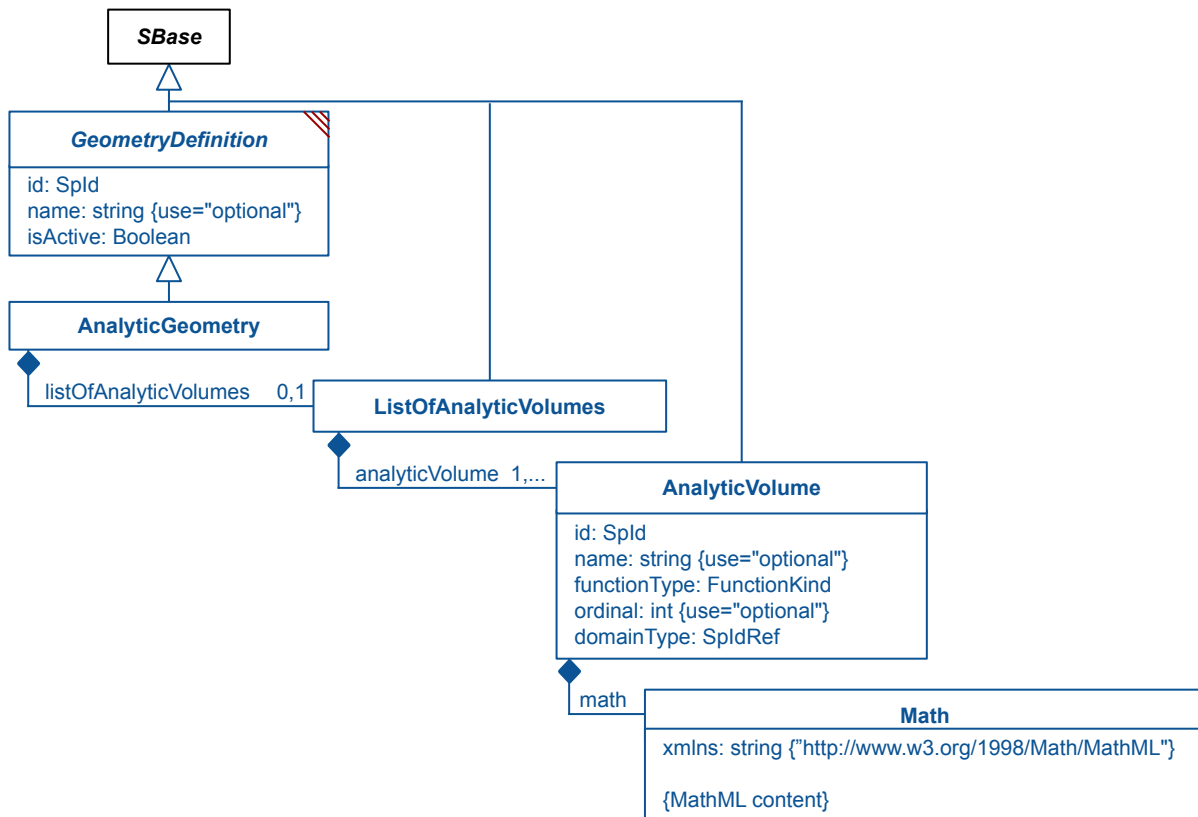 SBase
GeometryDefinition
id: SpId
name: string {use="optional"}
isActive: Boolean
AnalyticGeometry
listOfAnalyticVolumes 0,1
ListOfAnalyticVolumes
analyticVolume 1,...
AnalyticVolume
id: SpId
name: string {use="optional"}
functionType: FunctionKind
ordinal: int {use="optional"}
domainType: SpIdRef
math
Math
xmlns: string {”http://www.w3.org/1998/Math/MathML"}
{MathML content}